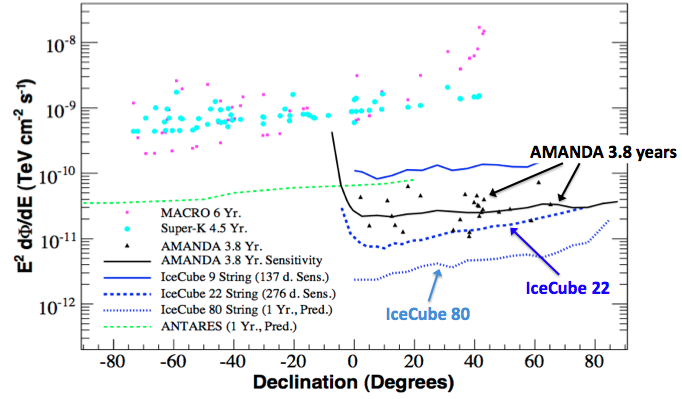 E² dΦ/dE (TeV cm⁻² s⁻¹)
10⁻⁸
10⁻⁹
10⁻¹⁰
10⁻¹¹
10⁻¹²
AMANDA 3.8 years
MACRO 6 Yr.
Super-K 4.5 Yr.
AMANDA 3.8 Yr.
AMANDA 3.8 Yr. Sensitivity
IceCube 9 String (137 d. Sens.)
IceCube 22 String (276 d. Sens.)
IceCube 80 String (1 Yr., Pred.)
ANTARES (1 Yr., Pred.)
IceCube 22
IceCube 80
-80 -60 -40 -20 0 20 40 60 80
Declination (Degrees)